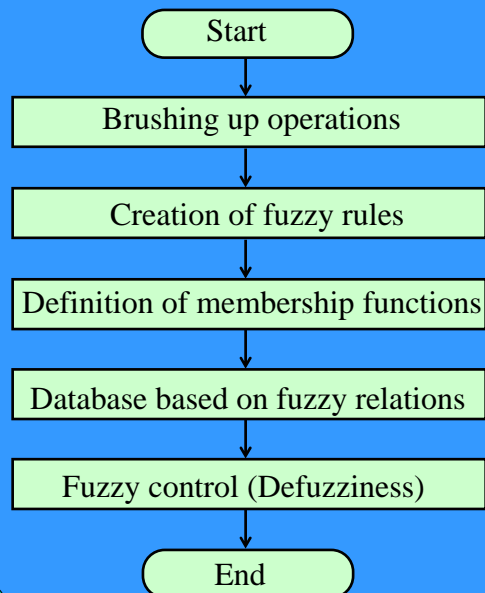 Start
Brushing up operations
Creation of fuzzy rules
Definition of membership functions
Database based on fuzzy relations
Fuzzy control (Defuzziness)
End